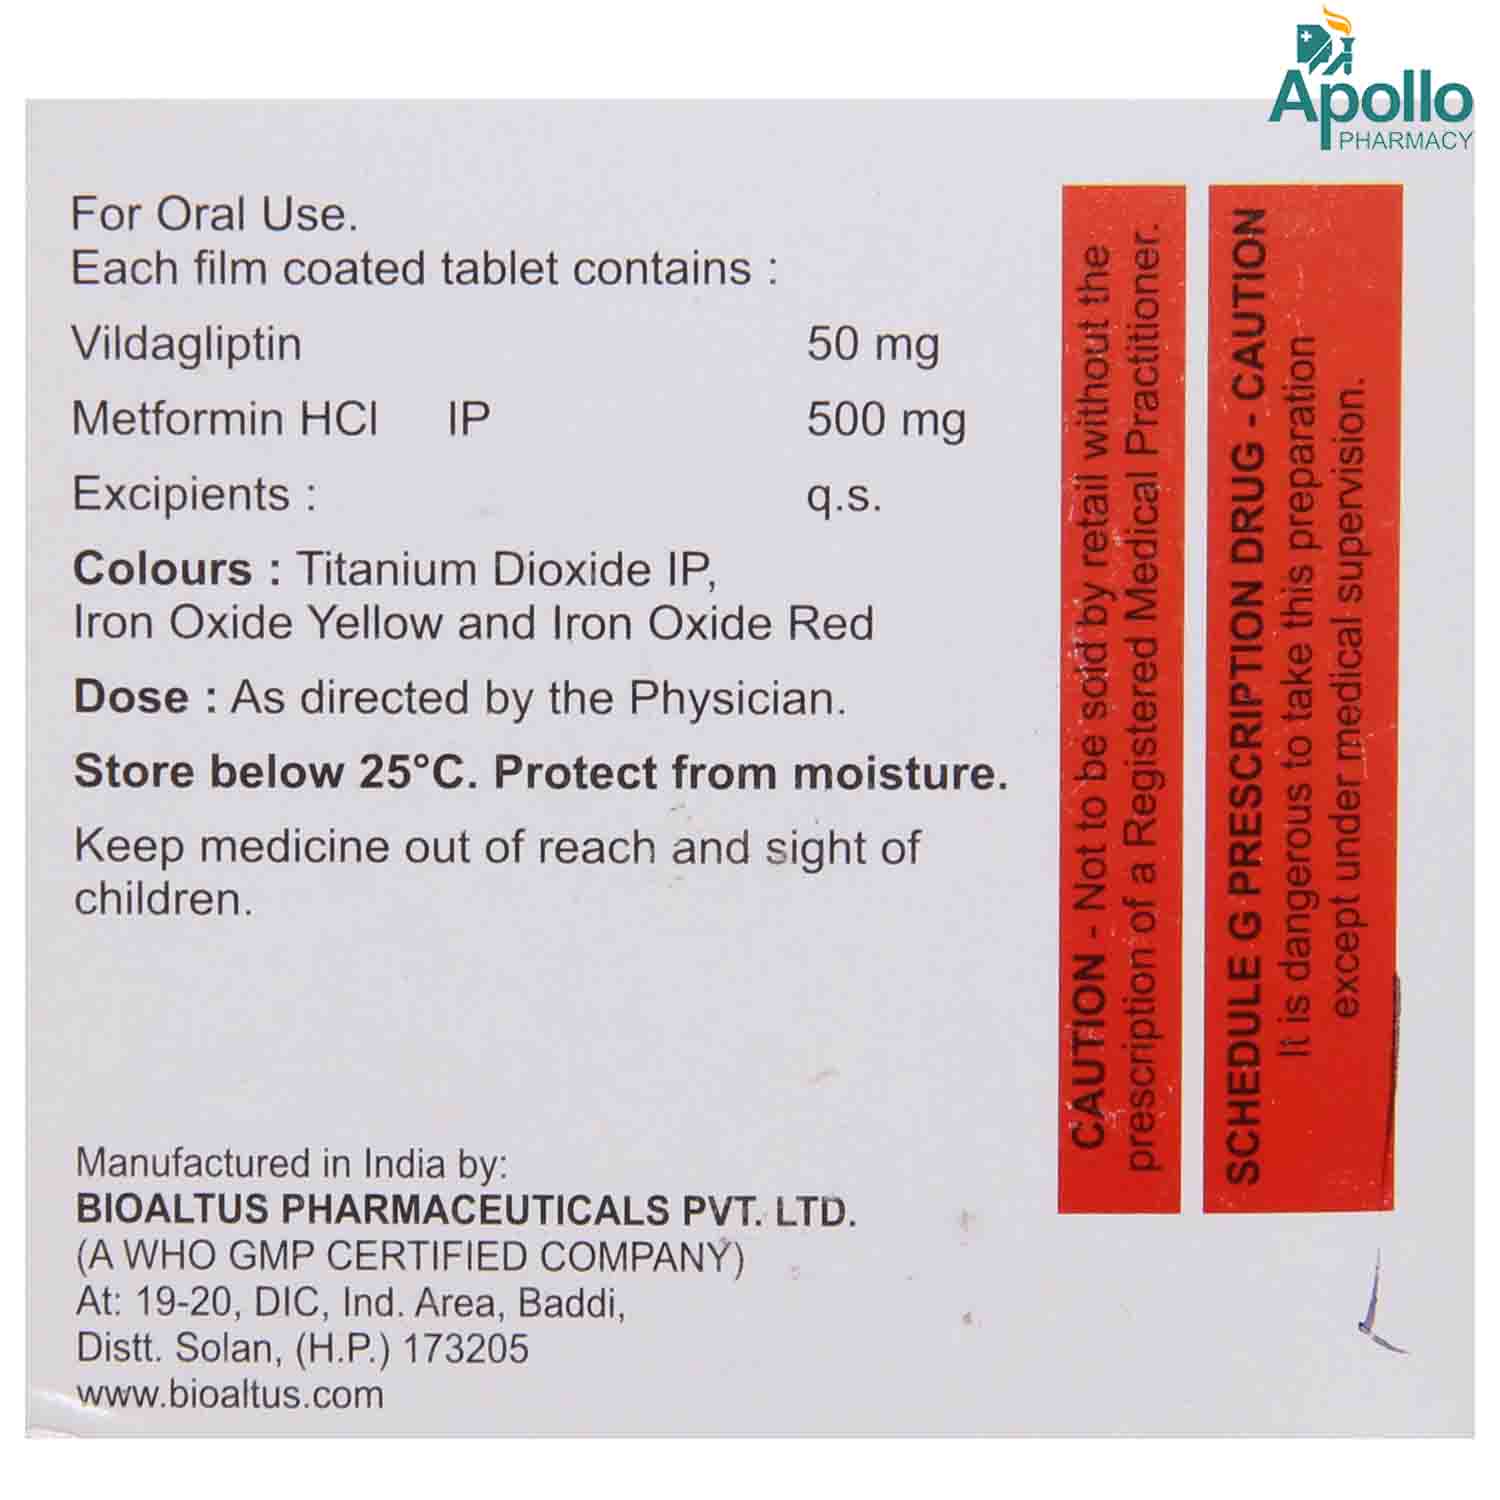 Apollo
PHARMACY
For Oral Use.
Each film coated tablet contains :
Vildagliptin 50 mg
Metformin HCl IP 500 mg
Excipients : q.s.
Colours : Titanium Dioxide IP,
Iron Oxide Yellow and Iron Oxide Red
Dose : As directed by the Physician.
Store below 25°C. Protect from moisture.
Keep medicine out of reach and sight of
children.
Manufactured in India by:
BIOALTUS PHARMACEUTICALS PVT. LTD.
(A WHO GMP CERTIFIED COMPANY)
At: 19-20, DIC, Ind. Area, Baddi,
Distt. Solan, (H.P.) 173205
www.bioaltus.com
CAUTION - Not to be sold by retail without the
prescription of a Registered Medical Practitioner.
SCHEDULE G PRESCRIPTION DRUG - CAUTION
It is dangerous to take this preparation
except under medical supervision.